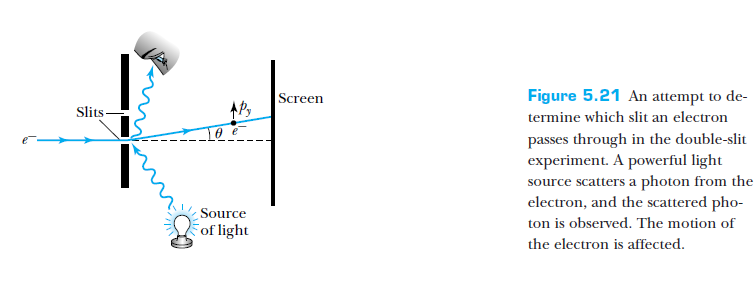 Slits
e⁻
p_y
θ
e⁻
Screen
Source
of light
Figure 5.21 An attempt to de-
termine which slit an electron
passes through in the double-slit
experiment. A powerful light
source scatters a photon from the
electron, and the scattered pho-
ton is observed. The motion of
the electron is affected.